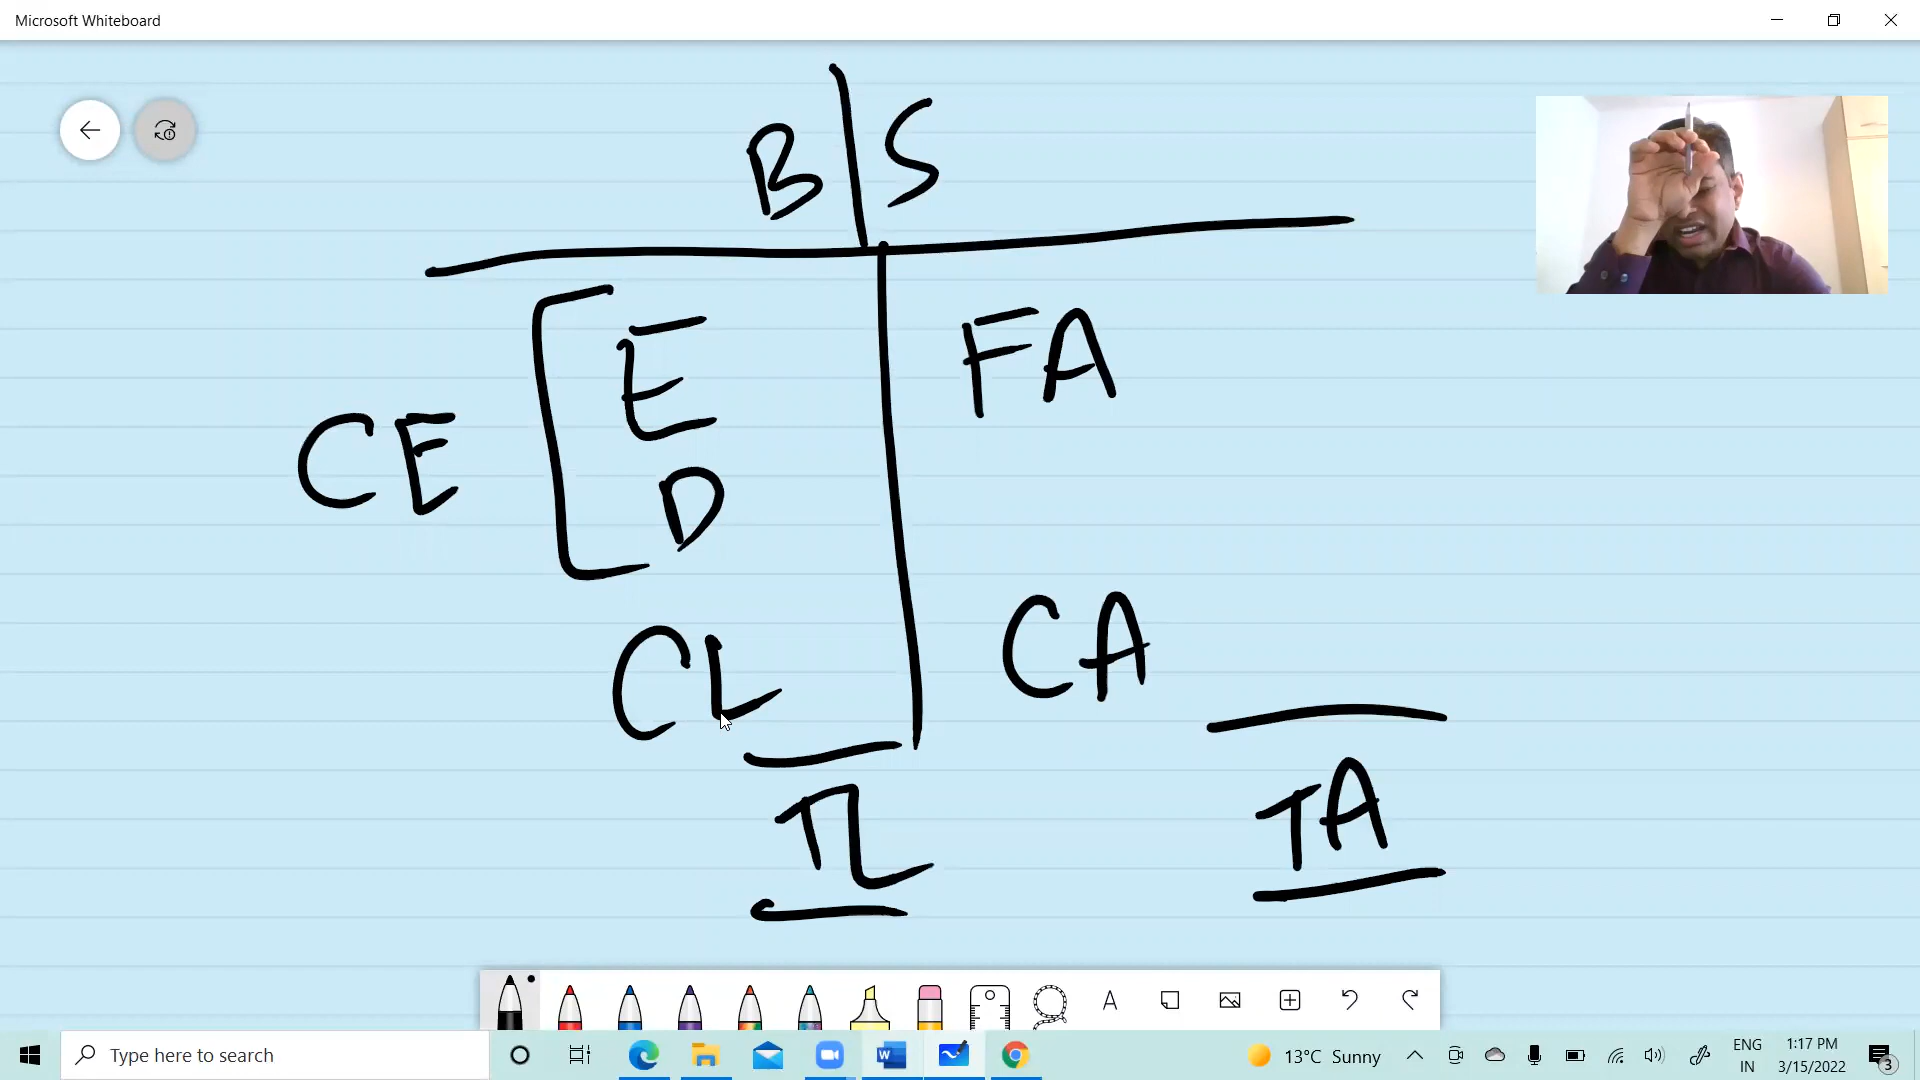 Microsoft Whiteboard
B S
E FA
CE
D
CL CA
TL TA
A
Type here to search
13°C Sunny
ENG
IN
1:17 PM
3/15/2022
3